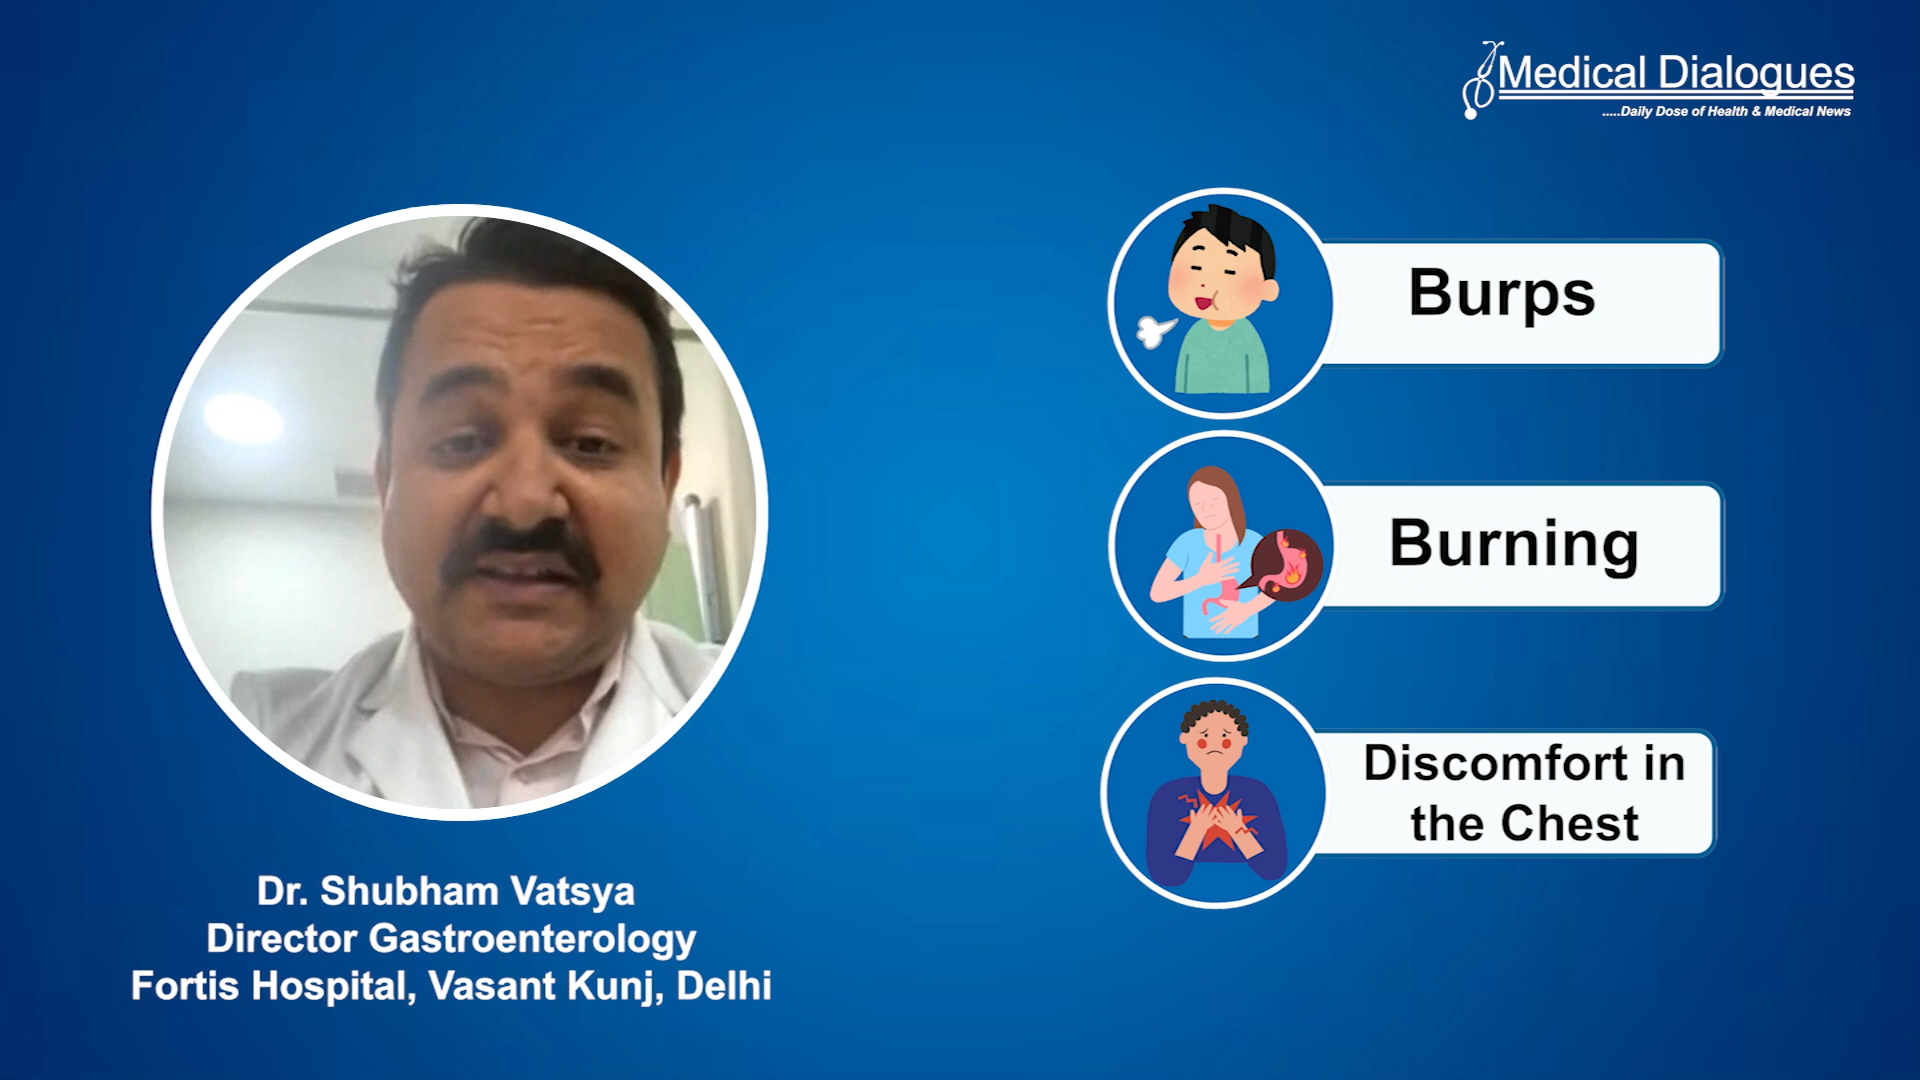 Medical Dialogues
.....Daily Dose of Health & Medical News
Burps
Burning
Discomfort in
the Chest
Dr. Shubham Vatsya
Director Gastroenterology
Fortis Hospital, Vasant Kunj, Delhi